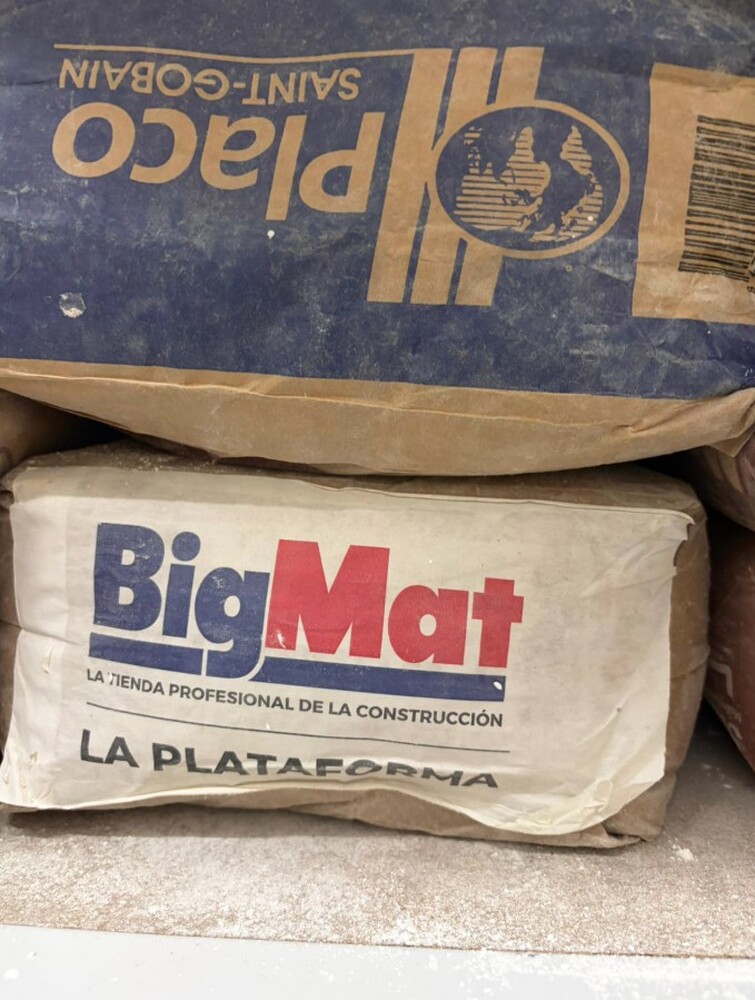 Placo
SAINT-GOBAIN
BigMat
LA TIENDA PROFESIONAL DE LA CONSTRUCCIÓN
LA PLATAFORMA